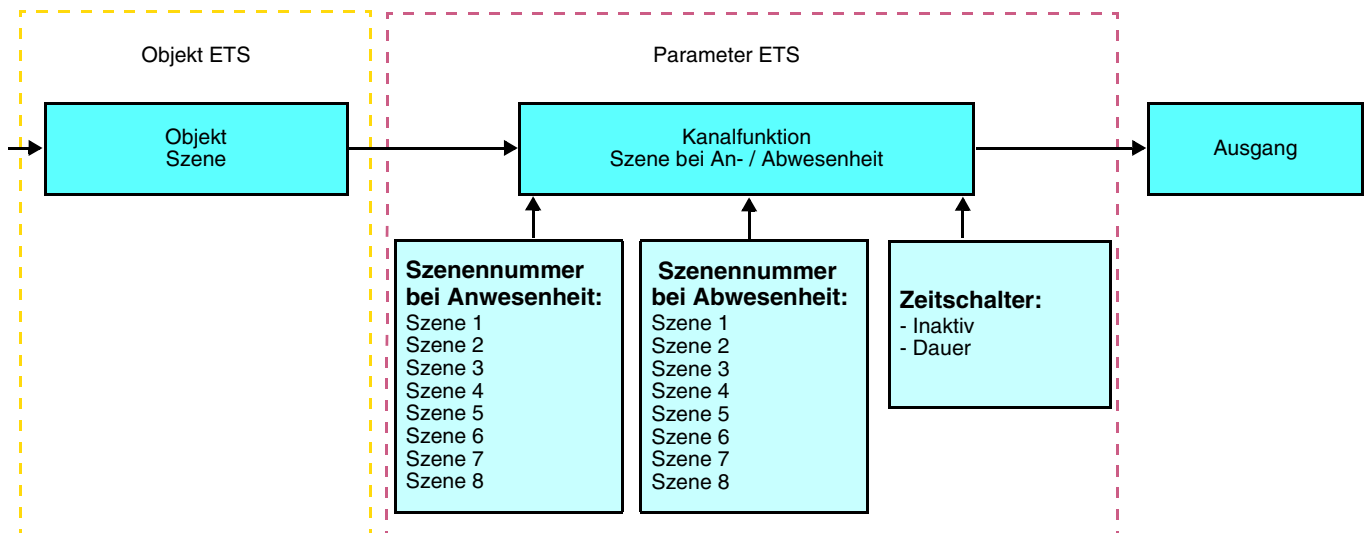 Objekt ETS
Parameter ETS
Objekt
Szene
Kanalfunktion
Szene bei An- / Abwesenheit
Ausgang
Szenennummer
bei Anwesenheit:
Szene 1
Szene 2
Szene 3
Szene 4
Szene 5
Szene 6
Szene 7
Szene 8
Szenennummer
bei Abwesenheit:
Szene 1
Szene 2
Szene 3
Szene 4
Szene 5
Szene 6
Szene 7
Szene 8
Zeitschalter:
- Inaktiv
- Dauer